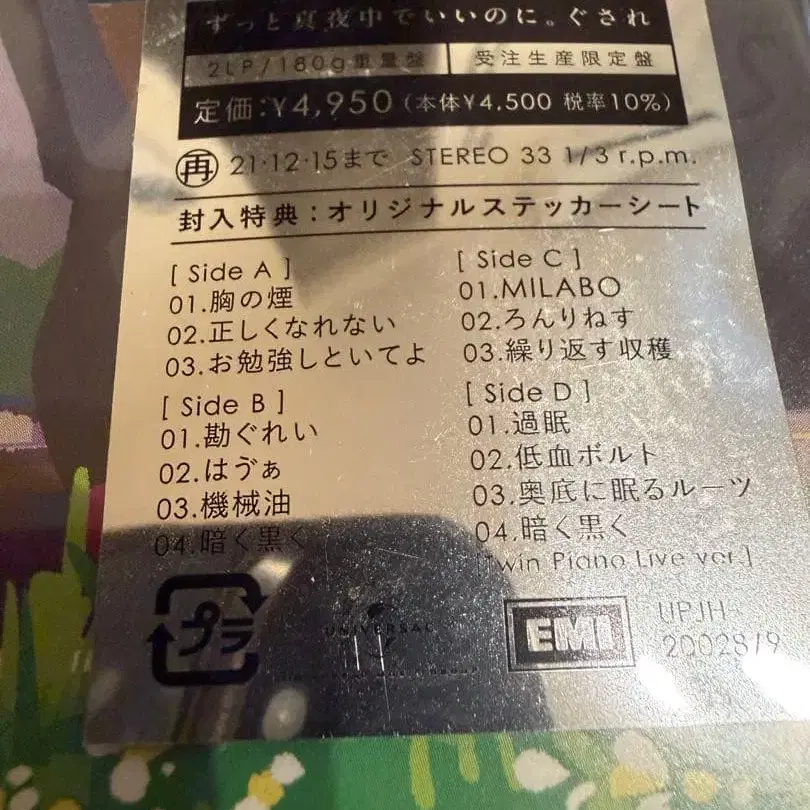 ずっと真夜中でいいのに。ぐされ
2LP/180g重量盤 受注生産限定盤
定価:¥4,950(本体¥4,500 税率10%)
再 21・12・15まで STEREO 33 1/3 r.p.m.
封入特典:オリジナルステッカーシート
[ Side A ]
01.胸の煙
02.正しくなれない
03.お勉強しといてよ
[ Side B ]
01.勘ぐれい
02.はゔぁ
03.機械油
04.暗く黒く
[ Side C ]
01.MILABO
02.ろんりねす
03.繰り返す収穫
[ Side D ]
01.過眠
02.低血ボルト
03.奥底に眠るルーツ
04.暗く黒く
[Twin Piano Live ver.]
プラ
UNIVERSAL
EMI
UPJH-
20028/9